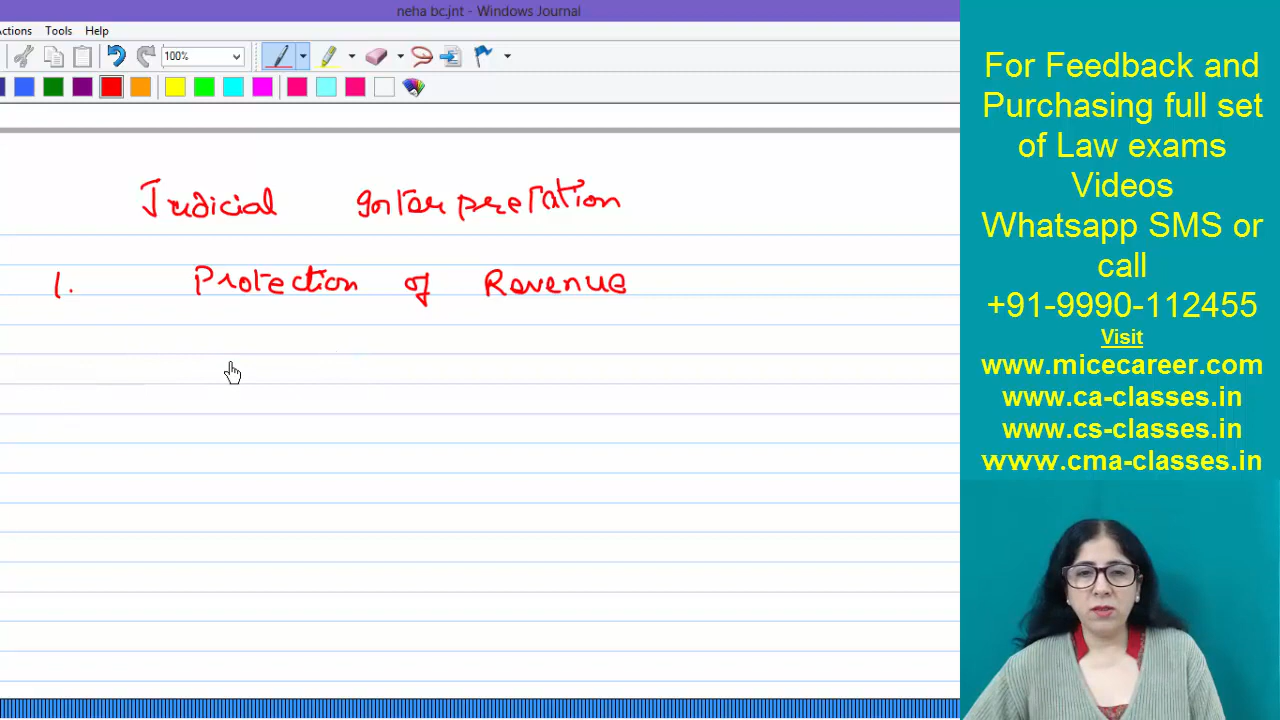 neha bc.jnt - Windows Journal
Actions Tools Help
100%
Judicial Interpretation
1. Protection of Revenue
For Feedback and
Purchasing full set
of Law exams
Videos
Whatsapp SMS or
call
+91-9990-112455
Visit
www.micecareer.com
www.ca-classes.in
www.cs-classes.in
www.cma-classes.in